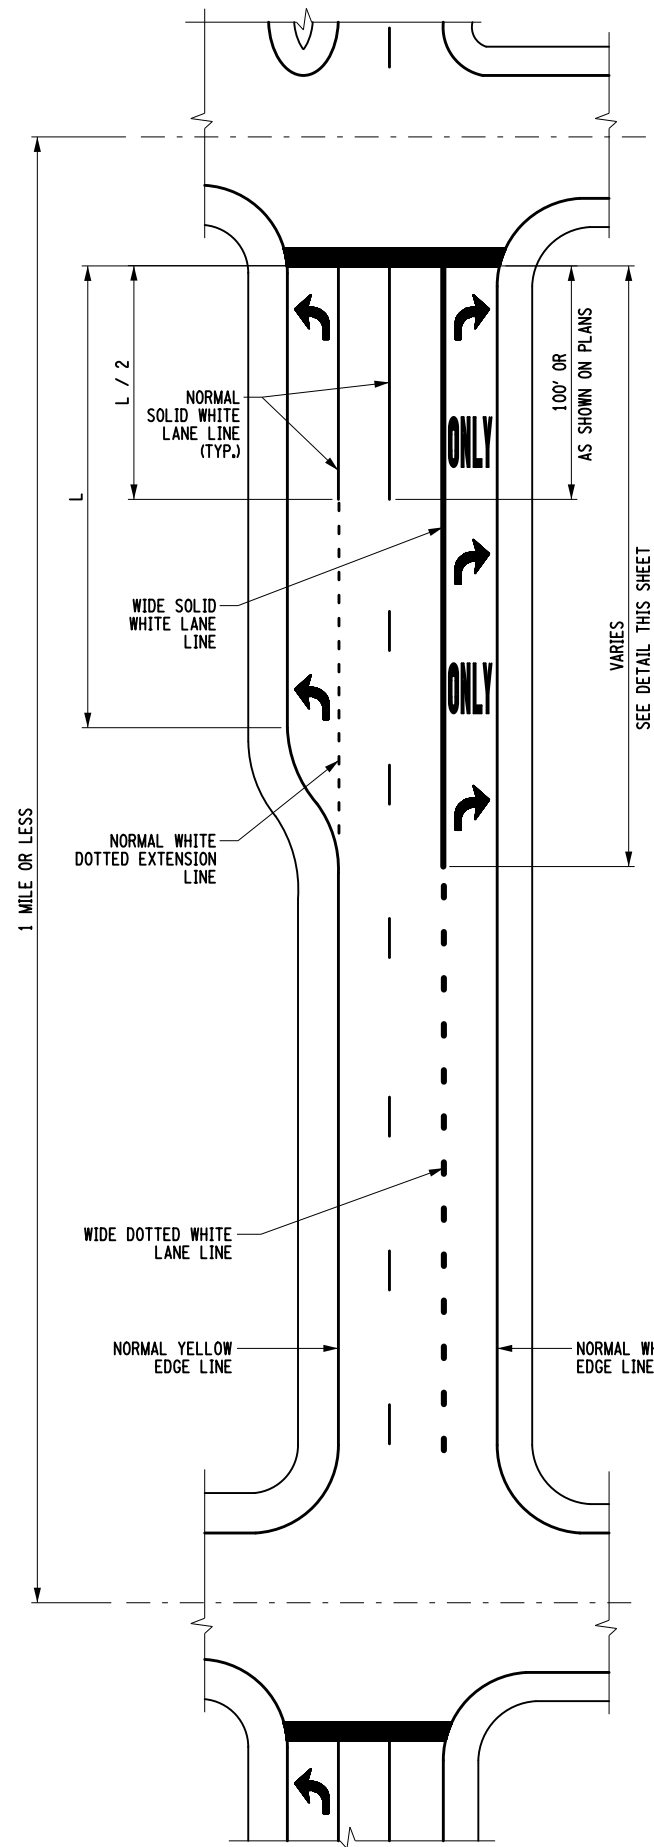 L / 2
L
NORMAL
SOLID WHITE
LANE LINE
(TYP.)
100' OR
AS SHOWN ON PLANS
ONLY
WIDE SOLID
WHITE LANE
LINE
VARIES
SEE DETAIL THIS SHEET
ONLY
NORMAL WHITE
DOTTED EXTENSION
LINE
1 MILE OR LESS
WIDE DOTTED WHITE
LANE LINE
NORMAL YELLOW
EDGE LINE
NORMAL
EDGE LINE